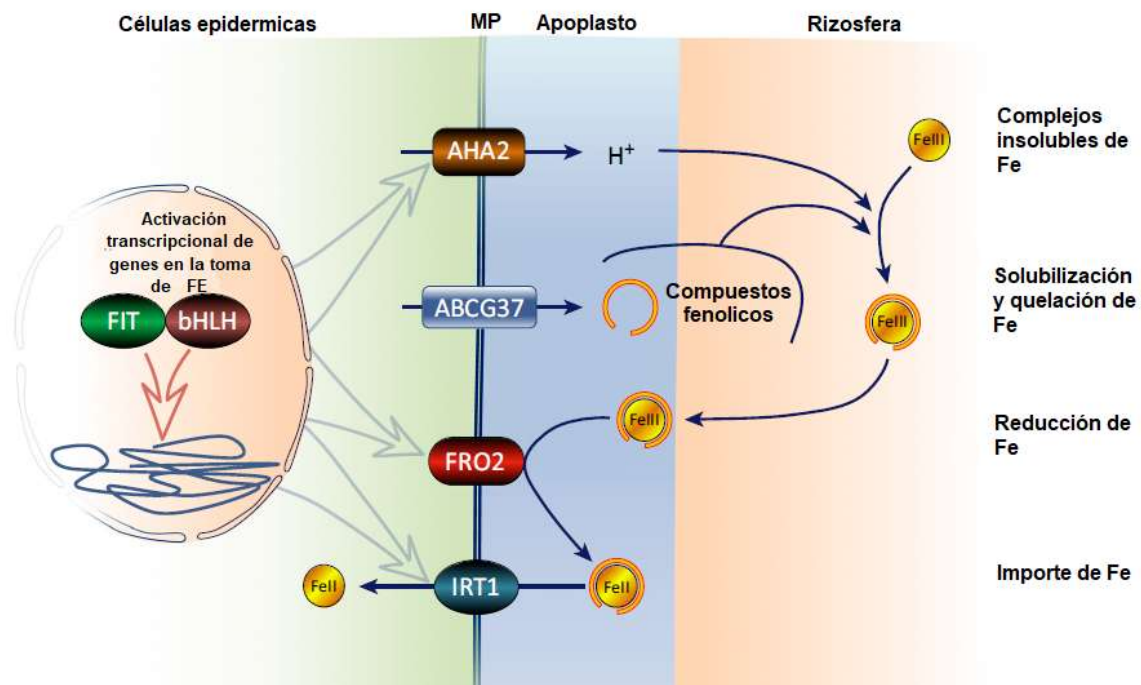 Células epidermicas
MP
Apoplasto
Rizosfera
AHA2
H+
FeIII
Complejos
insolubles de
Fe
Activación
transcripcional de
genes en la toma
de FE
FIT
bHLH
ABCG37
Compuestos
fenolicos
FeIII
Solubilización
y quelación de
Fe
FRO2
FeIII
Reducción de
Fe
FeII
IRT1
FeII
Importe de Fe